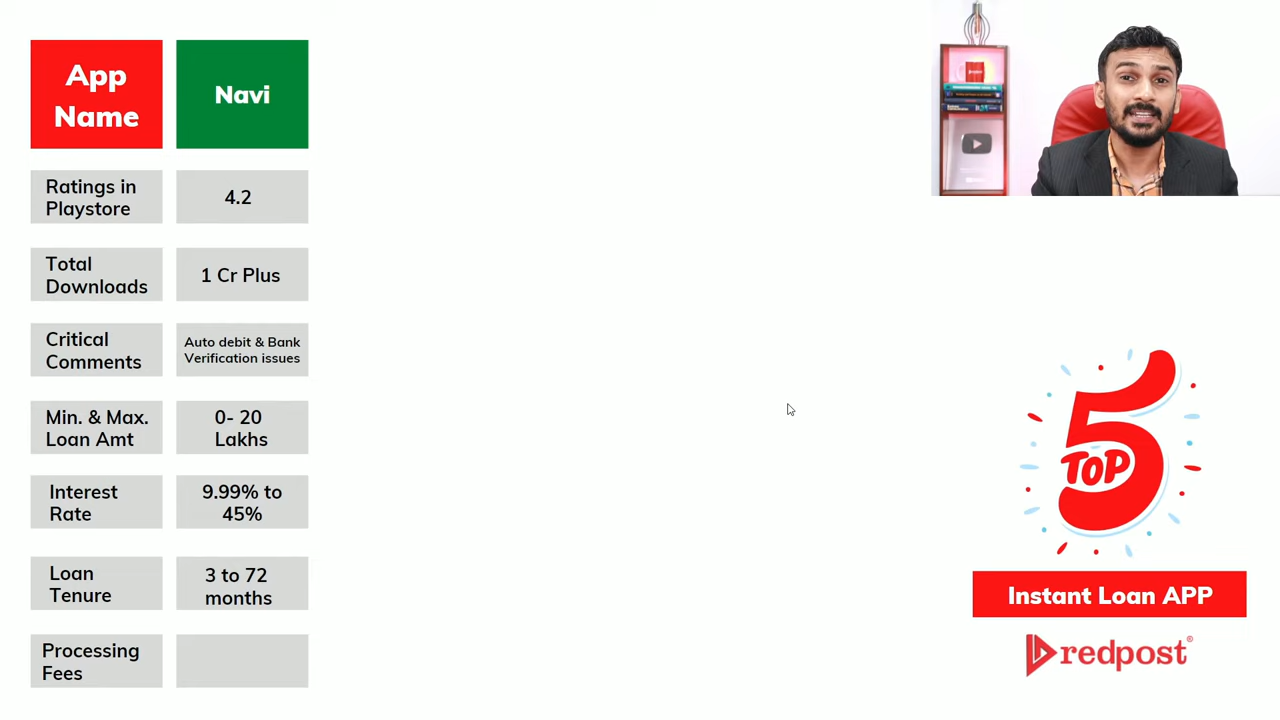 App
Name
Navi
Ratings in
Playstore
4.2
Total
Downloads
1 Cr Plus
Critical
Comments
Auto debit & Bank
Verification issues
Min. & Max.
Loan Amt
0- 20
Lakhs
Interest
Rate
9.99% to
45%
Loan
Tenure
3 to 72
months
Processing
Fees
TOP
5
Instant Loan APP
redpost®